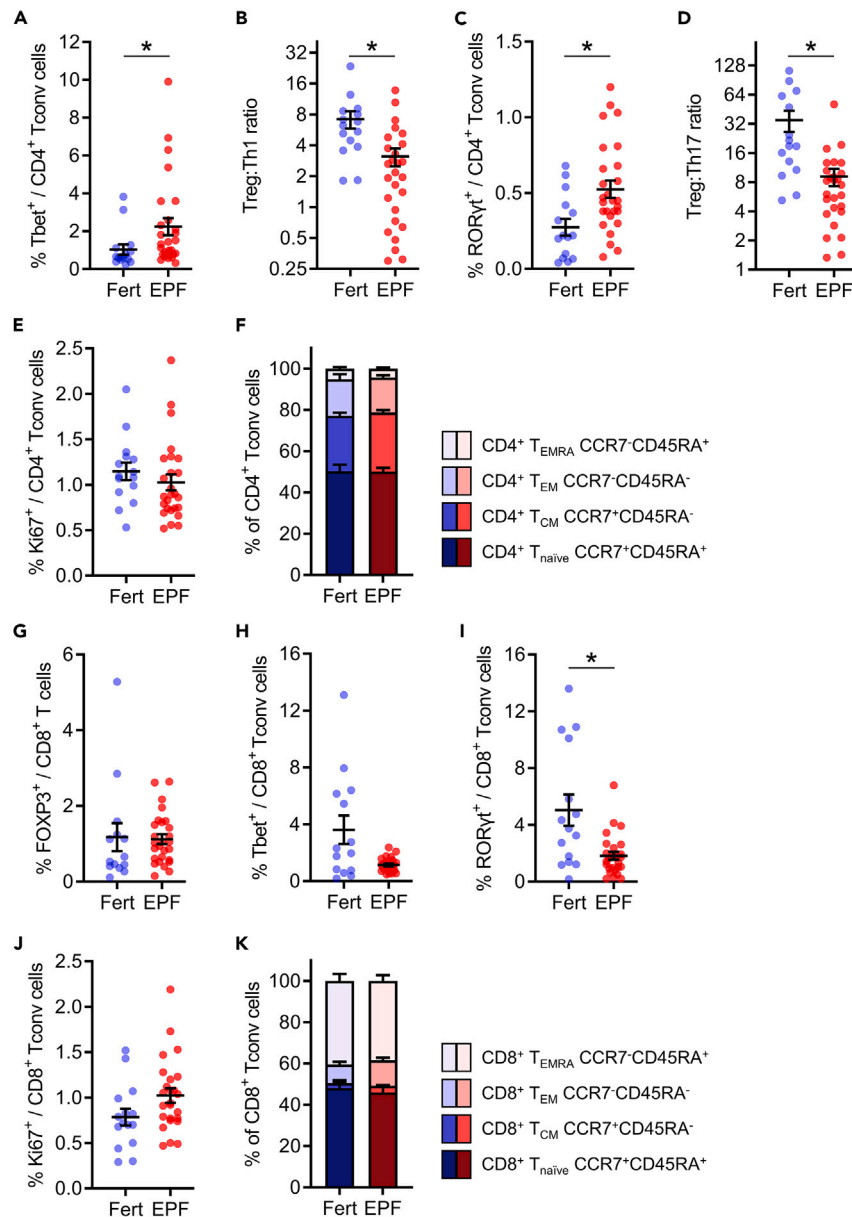 A
% Tbet⁺ / CD4⁺ Tconv cells
12
10
8
6
4
2
0
*
Fert EPF
B
Treg:Th1 ratio
32
16
8
4
2
1
0.5
0.25
*
Fert EPF
C
% RORγt⁺ / CD4⁺ Tconv cells
1.5
1.0
0.5
0.0
*
Fert EPF
D
Treg:Th17 ratio
128
64
32
16
8
4
2
1
*
Fert EPF
E
% Ki67⁺ / CD4⁺ Tconv cells
2.5
2.0
1.5
1.0
0.5
0.0
Fert EPF
F
% of CD4⁺ Tconv cells
100
80
60
40
20
0
Fert EPF
CD4⁺ TEMRA CCR7⁻CD45RA⁺
CD4⁺ TEM CCR7⁻CD45RA⁻
CD4⁺ TCM CCR7⁺CD45RA⁻
CD4⁺ Tnaïve CCR7⁺CD45RA⁺
G
% FOXP3⁺ / CD8⁺ T cells
6
4
2
0
Fert EPF
H
% Tbet⁺ / CD8⁺ Tconv cells
16
12
8
4
0
Fert EPF
I
% RORγt⁺ / CD8⁺ Tconv cells
16
12
8
4
0
*
Fert EPF
J
% Ki67⁺ / CD8⁺ Tconv cells
2.5
2.0
1.5
1.0
0.5
0.0
Fert EPF
K
% of CD8⁺ Tconv cells
100
80
60
40
20
0
Fert EPF
CD8⁺ TEMRA CCR7⁻CD45RA⁺
CD8⁺ TEM CCR7⁻CD45RA⁻
CD8⁺ TCM CCR7⁺CD45RA⁻
CD8⁺ Tnaïve CCR7⁺CD45RA⁺